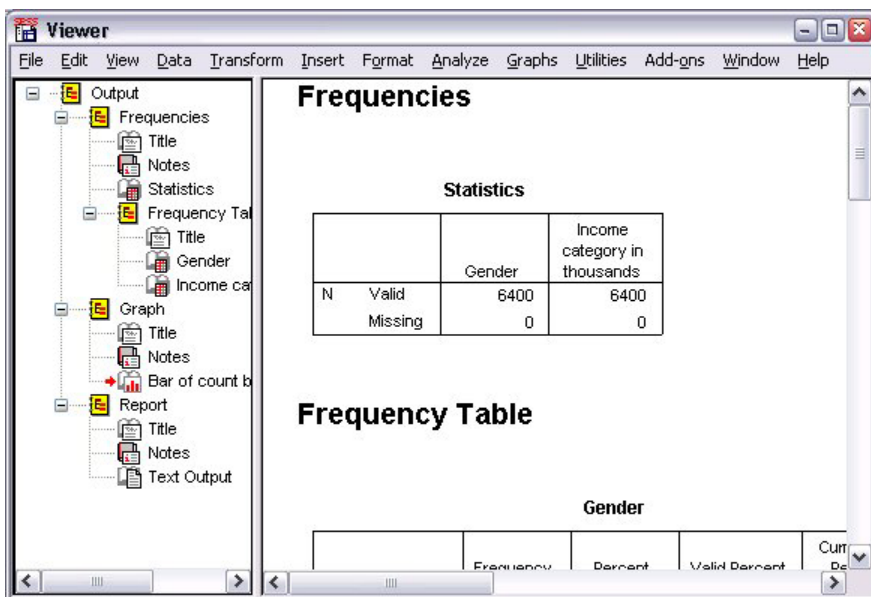 SPSS
Viewer
File Edit View Data Transform Insert Format Analyze Graphs Utilities Add-ons Window Help
Output
Frequencies
Title
Notes
Statistics
Frequency Tal
Title
Gender
Income ca
Graph
Title
Notes
Bar of count b
Report
Title
Notes
Text Output
Frequencies
Statistics
Gender
Income
category in
thousands
N Valid 6400 6400
Missing 0 0
Frequency Table
Gender
Frequency Percent Valid Percent